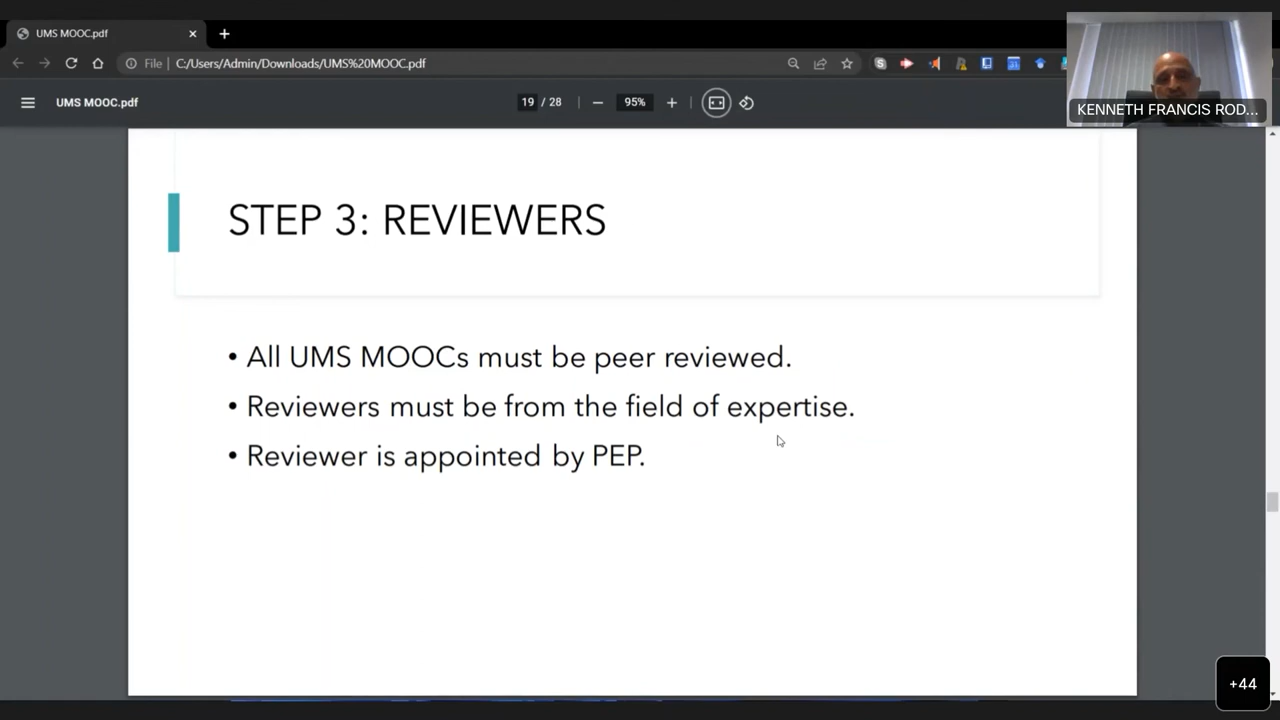 UMS MOOC.pdf
File
C:/Users/Admin/Downloads/UMS%20MOOC.pdf
UMS MOOC.pdf
19 / 28
95%
KENNETH FRANCIS ROD...
STEP 3: REVIEWERS
• All UMS MOOCs must be peer reviewed.
• Reviewers must be from the field of expertise.
• Reviewer is appointed by PEP.
+44